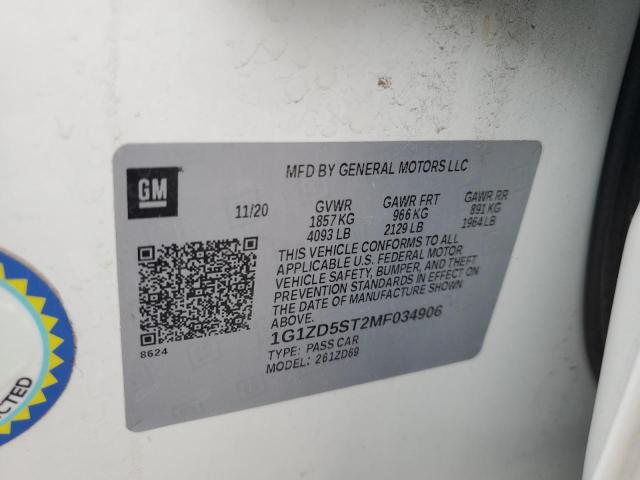 MFD BY GENERAL MOTORS LLC
GM
11/20
GVWR
1857 KG
4093 LB
GAWR FRT
966 KG
2129 LB
GAWR RR
891 KG
1964 LB
THIS VEHICLE CONFORMS TO ALL
APPLICABLE U.S. FEDERAL MOTOR
VEHICLE SAFETY, BUMPER, AND THEFT
PREVENTION STANDARDS IN EFFECT ON
THE DATE OF MANUFACTURE SHOWN
ABOVE.
8624
1G1ZD5ST2MF034906
TYPE: PASS CAR
MODEL: 261ZD69